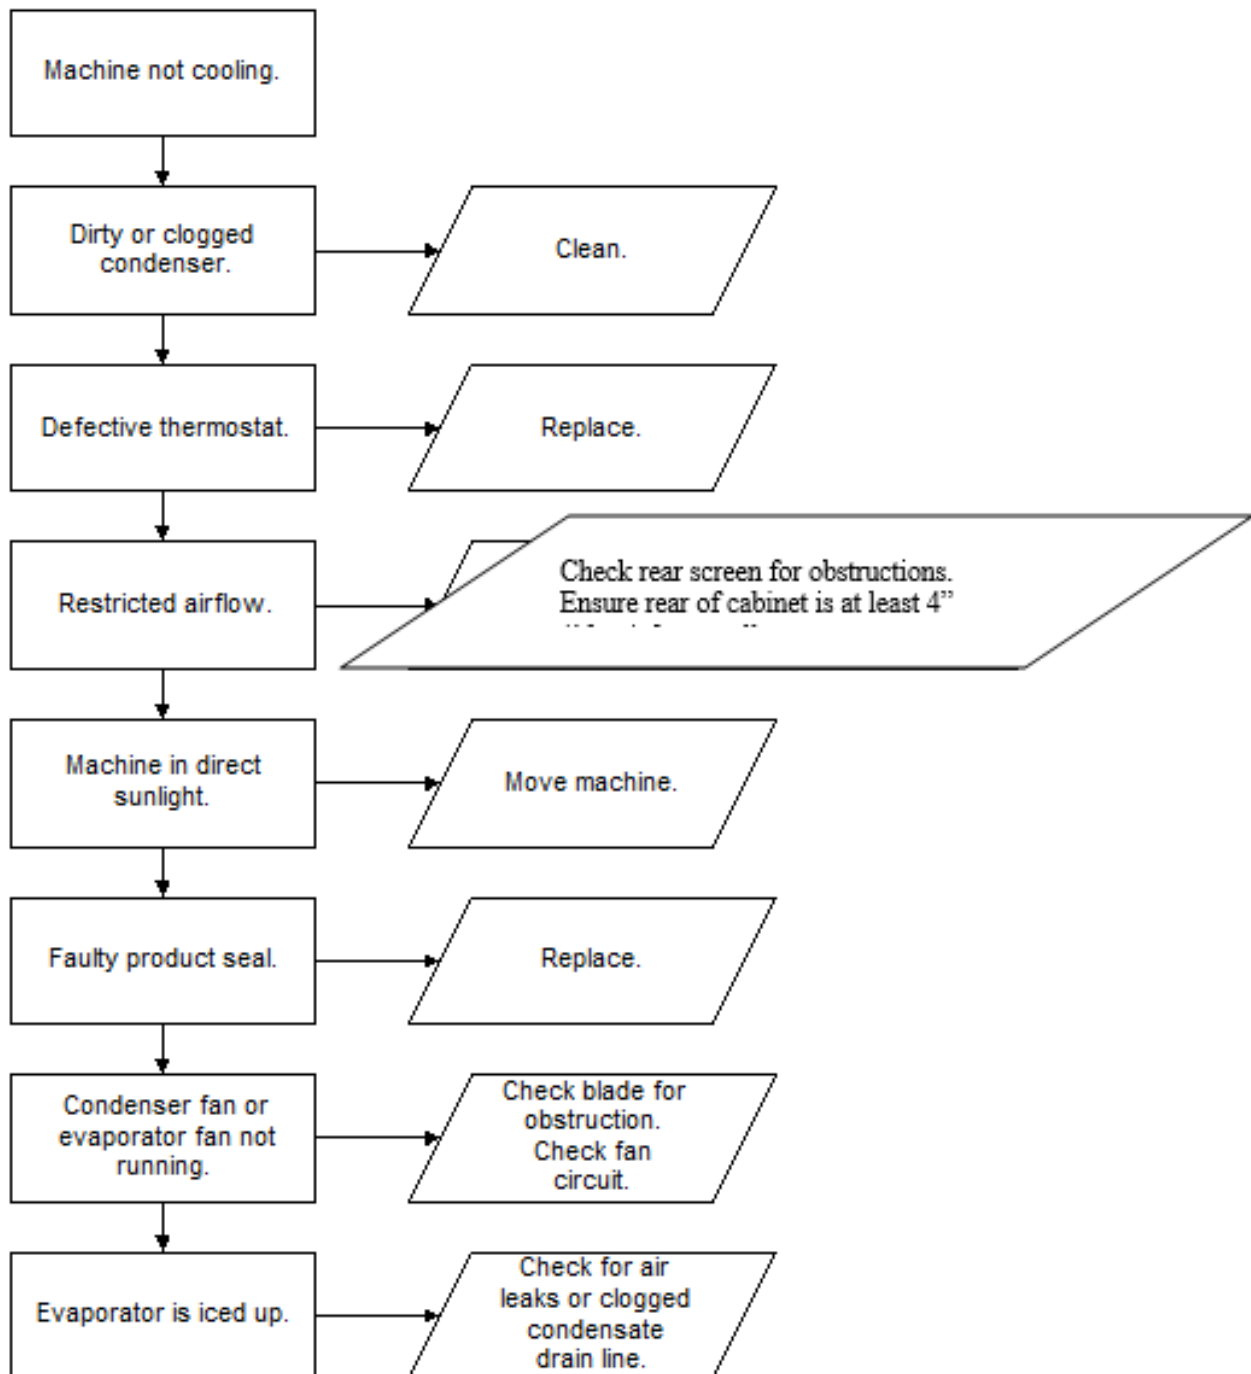 Machine not cooling.
Dirty or clogged
condenser.
Clean.
Defective thermostat.
Replace.
Restricted airflow.
Check rear screen for obstructions.
Ensure rear of cabinet is at least 4”
Machine in direct
sunlight.
Move machine.
Faulty product seal.
Replace.
Condenser fan or
evaporator fan not
running.
Check blade for
obstruction.
Check fan
circuit.
Evaporator is iced up.
Check for air
leaks or clogged
condensate
drain line.